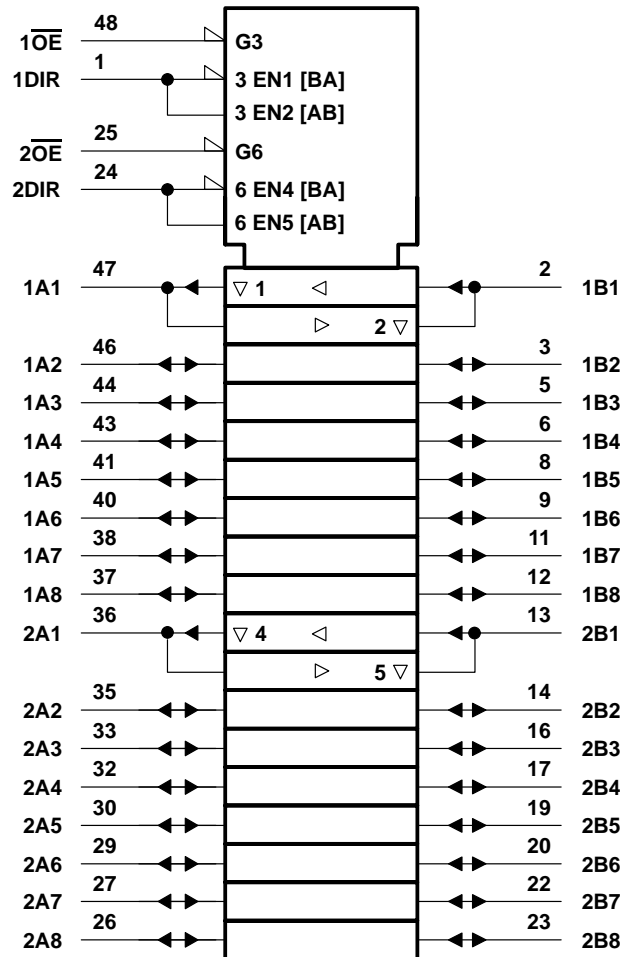 48
1O̅E̅ G3
1
1DIR 3 EN1 [BA]
3 EN2 [AB]
25
2O̅E̅ G6
24
2DIR 6 EN4 [BA]
6 EN5 [AB]
47 2
1A1 ▽ 1 ◁ 1B1
▷ 2 ▽
46 3
1A2 1B2
44 5
1A3 1B3
43 6
1A4 1B4
41 8
1A5 1B5
40 9
1A6 1B6
38 11
1A7 1B7
37 12
1A8 1B8
36 13
2A1 ▽ 4 ◁ 2B1
▷ 5 ▽
35 14
2A2 2B2
33 16
2A3 2B3
32 17
2A4 2B4
30 19
2A5 2B5
29 20
2A6 2B6
27 22
2A7 2B7
26 23
2A8 2B8